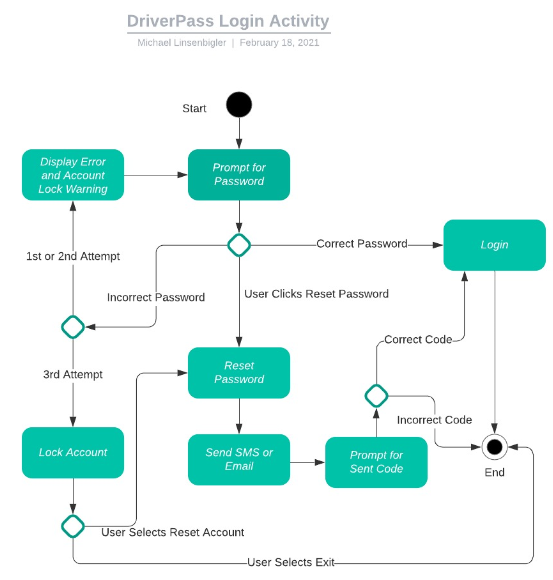 DriverPass Login Activity
Michael Linsenbigler | February 18, 2021
Start
Display Error
and Account
Lock Warning
Prompt for
Password
Correct Password
Login
1st or 2nd Attempt
Incorrect Password
User Clicks Reset Password
Correct Code
3rd Attempt
Reset
Password
Incorrect Code
Lock Account
Send SMS or
Email
Prompt for
Sent Code
End
User Selects Reset Account
User Selects Exit